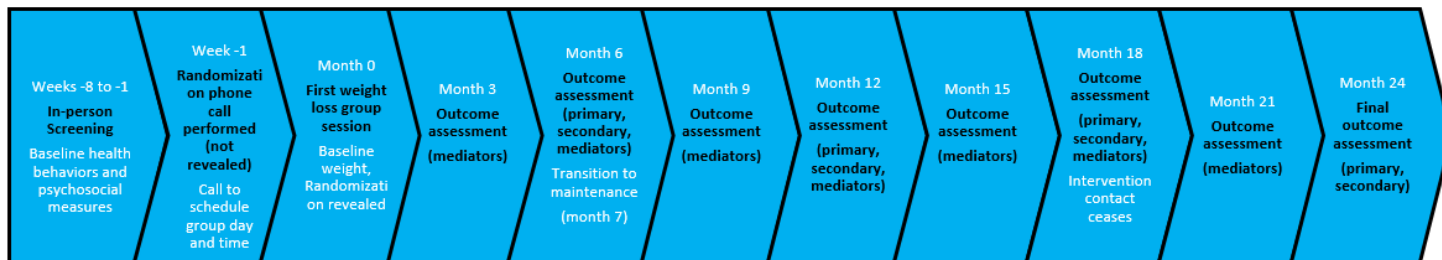 Weeks -8 to -1
In-person
Screening
Baseline health
behaviors and
psychosocial
measures
Week -1
Randomizati
on phone
call
performed
(not
revealed)
Call to
schedule
group day
and time
Month 0
First weight
loss group
session
Baseline
weight,
Randomizati
on revealed
Month 3
Outcome
assessment
(mediators)
Month 6
Outcome
assessment
(primary,
secondary,
mediators)
Transition to
maintenance
(month 7)
Month 9
Outcome
assessment
(mediators)
Month 12
Outcome
assessment
(primary,
secondary,
mediators)
Month 15
Outcome
assessment
(mediators)
Month 18
Outcome
assessment
(primary,
secondary,
mediators)
Intervention
contact
ceases
Month 21
Outcome
assessment
(mediators)
Month 24
Final
outcome
assessment
(primary,
secondary)